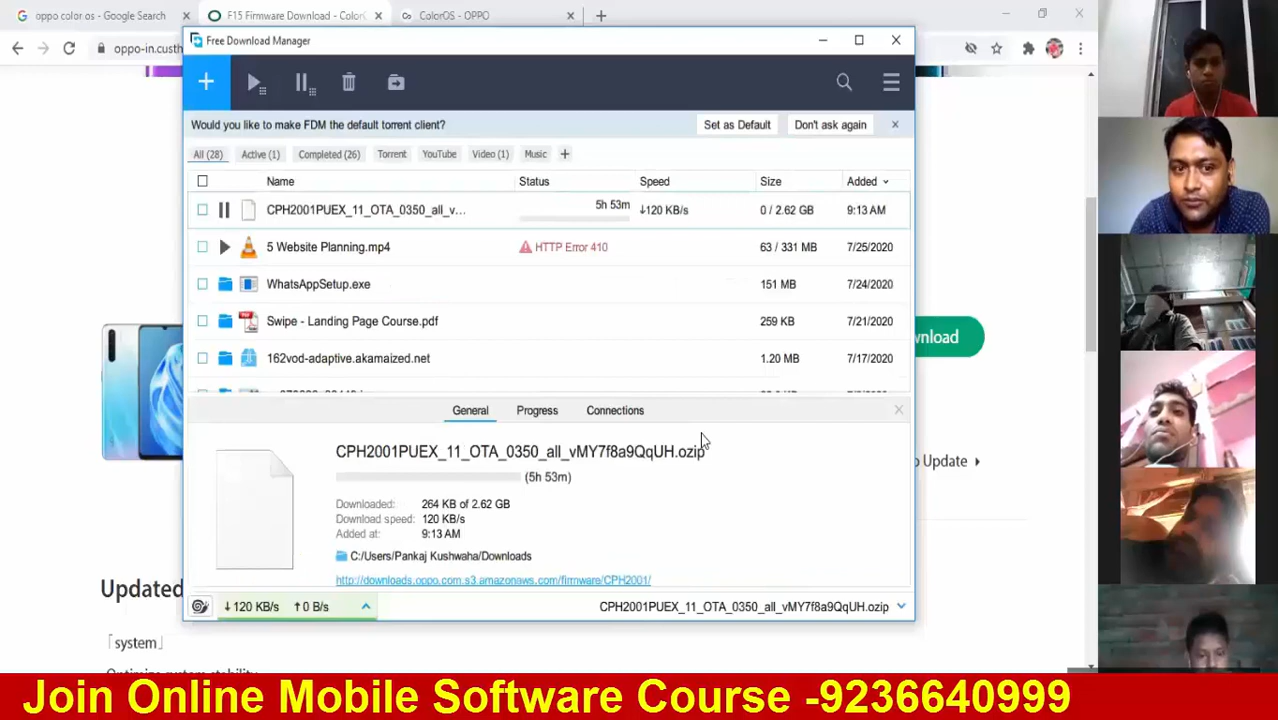 oppo color os - Google Search
F15 Firmware Download - Color
ColorOS - OPPO
oppo-in.custh
Free Download Manager
Would you like to make FDM the default torrent client?
Set as Default
Don't ask again
All (28)
Active (1)
Completed (26)
Torrent
YouTube
Video (1)
Music
Name
Status
Speed
Size
Added
CPH2001PUEX_11_OTA_0350_all_v...
5h 53m
↓120 KB/s
0 / 2.62 GB
9:13 AM
5 Website Planning.mp4
HTTP Error 410
63 / 331 MB
7/25/2020
WhatsAppSetup.exe
151 MB
7/24/2020
Swipe - Landing Page Course.pdf
259 KB
7/21/2020
wnload
162vod-adaptive.akamaized.net
1.20 MB
7/17/2020
General
Progress
Connections
CPH2001PUEX_11_OTA_0350_all_vMY7f8a9QqUH.ozip
(5h 53m)
o Update
Downloaded: 264 KB of 2.62 GB
Download speed: 120 KB/s
Added at: 9:13 AM
C:/Users/Pankaj Kushwaha/Downloads
http://downloads.oppo.com.s3.amazonaws.com/firmware/CPH2001/
Updated
↓120 KB/s
↑0 B/s
CPH2001PUEX_11_OTA_0350_all_vMY7f8a9QqUH.ozip
「system」
Join Online Mobile Software Course -9236640999